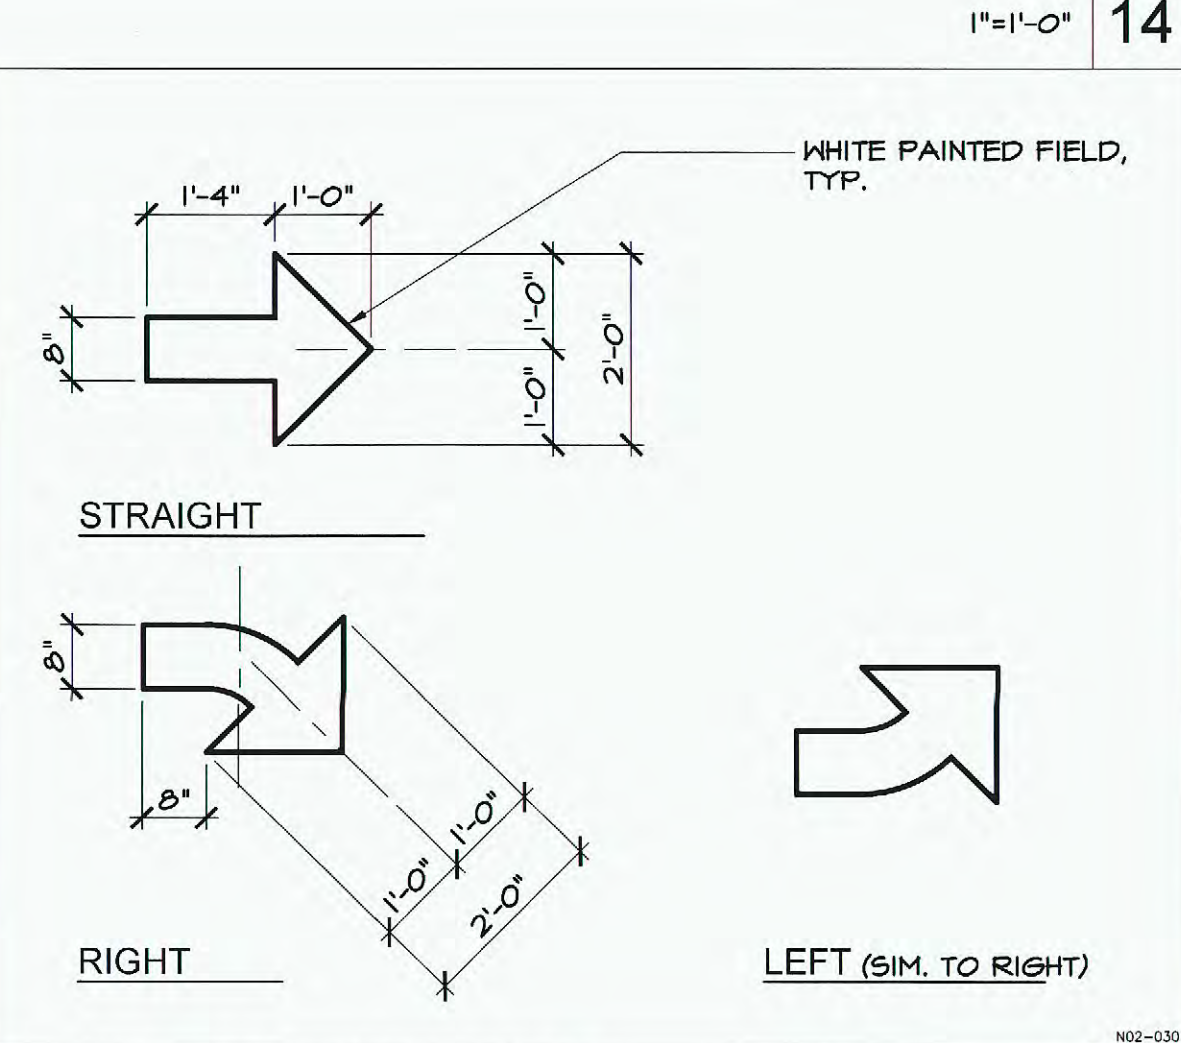 1"=1'-0" 14
WHITE PAINTED FIELD,
TYP.
1'-4" 1'-0"
8"
1'-0"
1'-0"
2'-0"
STRAIGHT
8"
8"
1'-0"
1'-0"
2'-0"
RIGHT
LEFT (SIM. TO RIGHT)
N02-030